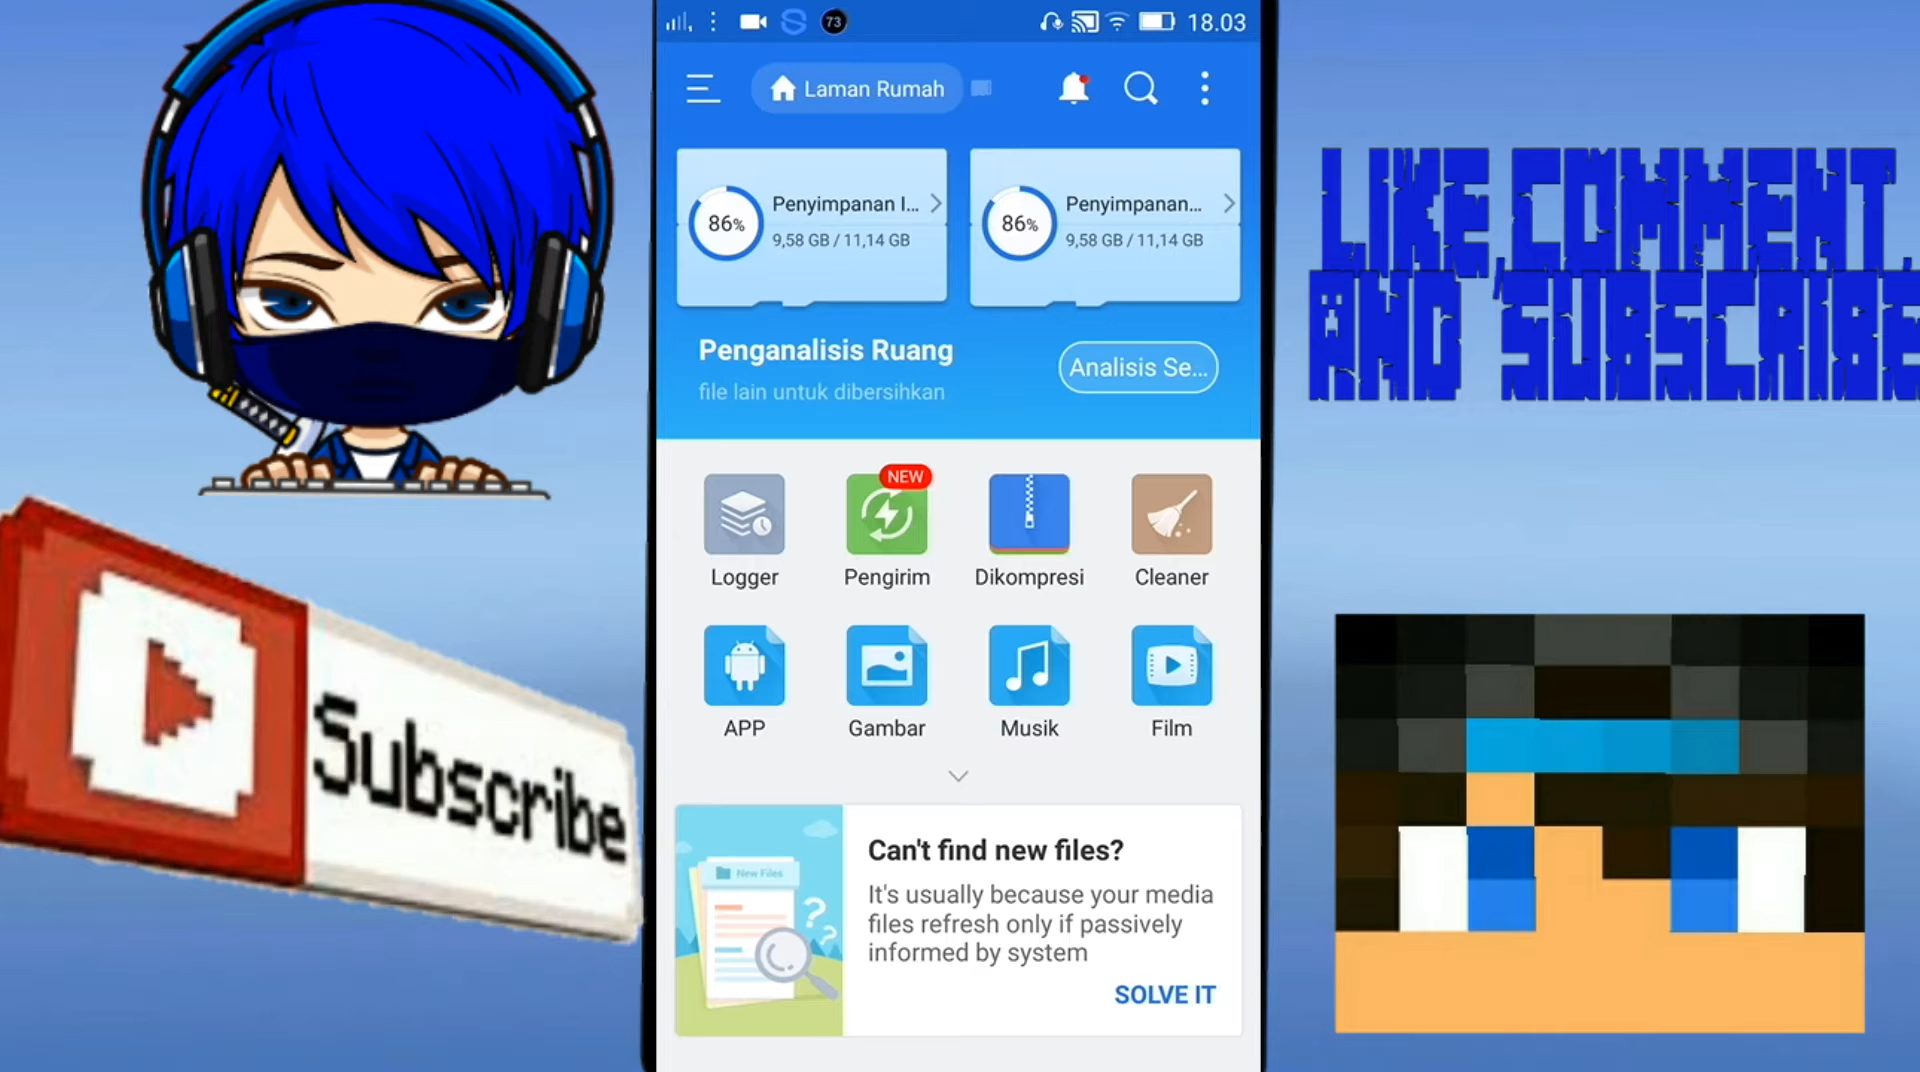 73
18.03
Laman Rumah
86%
Penyimpanan I...
9,58 GB / 11,14 GB
86%
Penyimpanan...
9,58 GB / 11,14 GB
Penganalisis Ruang
file lain untuk dibersihkan
Analisis Se...
Logger
NEW
Pengirim
Dikompresi
Cleaner
APP
Gambar
Musik
Film
New Files
Can't find new files?
It's usually because your media
files refresh only if passively
informed by system
SOLVE IT
Subscribe
LIKE,COMMENT,
AND SUBSCRIBE